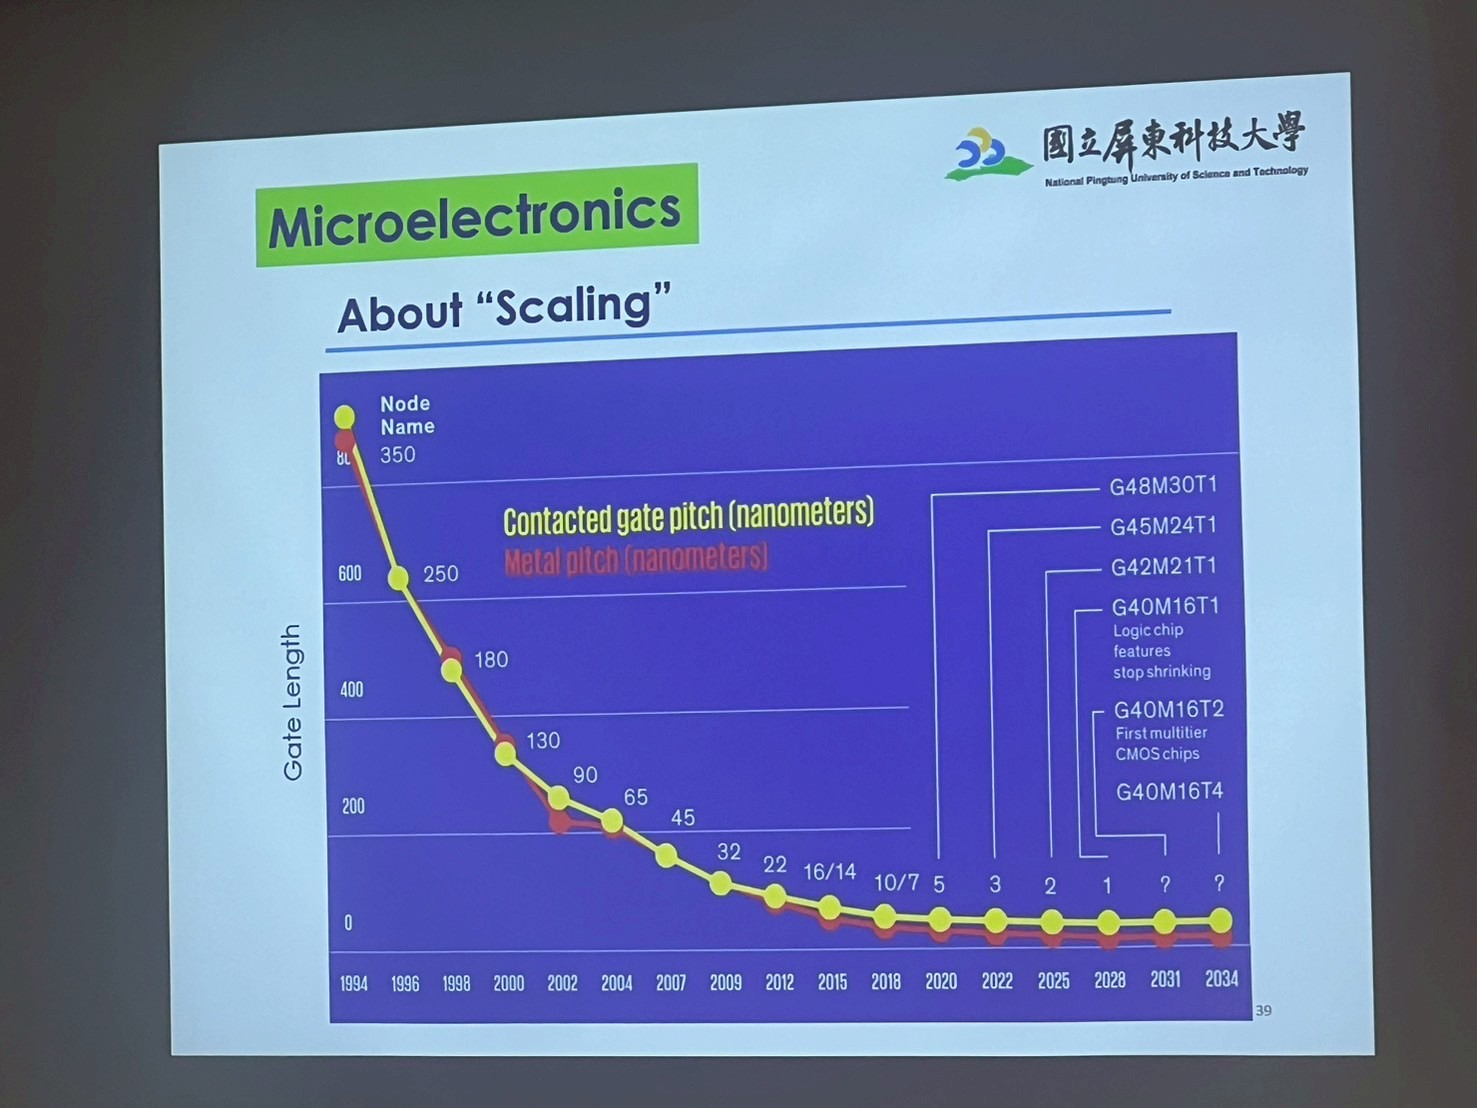 國立屏東科技大學
National Pingtung University of Science and Technology
Microelectronics
About “Scaling”
Node
Name
350
250
180
130
90
65
45
32
22
16/14
10/7
5
3
2
1
?
?
Contacted gate pitch (nanometers)
Metal pitch (nanometers)
G48M30T1
G45M24T1
G42M21T1
G40M16T1
Logic chip
features
stop shrinking
G40M16T2
First multitier
CMOS chips
G40M16T4
Gate Length
600
400
200
0
1994 1996 1998 2000 2002 2004 2007 2009 2012 2015 2018 2020 2022 2025 2028 2031 2034
39